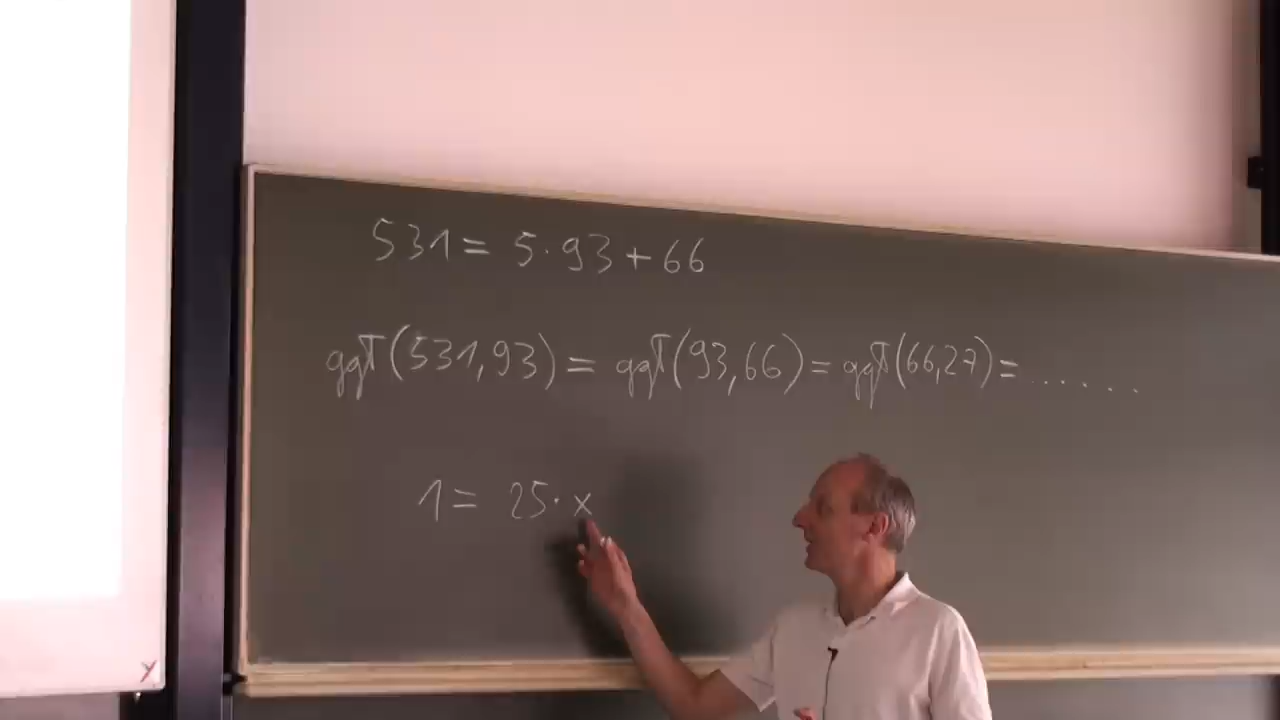 531 = 5·93 + 66
ggT(531,93) = ggT(93,66) = ggT(66,27) = .......
1 = 25· x
y